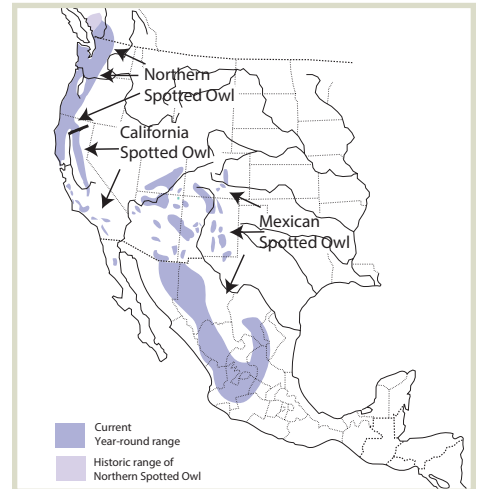 Northern
Spotted Owl
California
Spotted Owl
Mexican
Spotted Owl
Current
Year-round range
Historic range of
Northern Spotted Owl